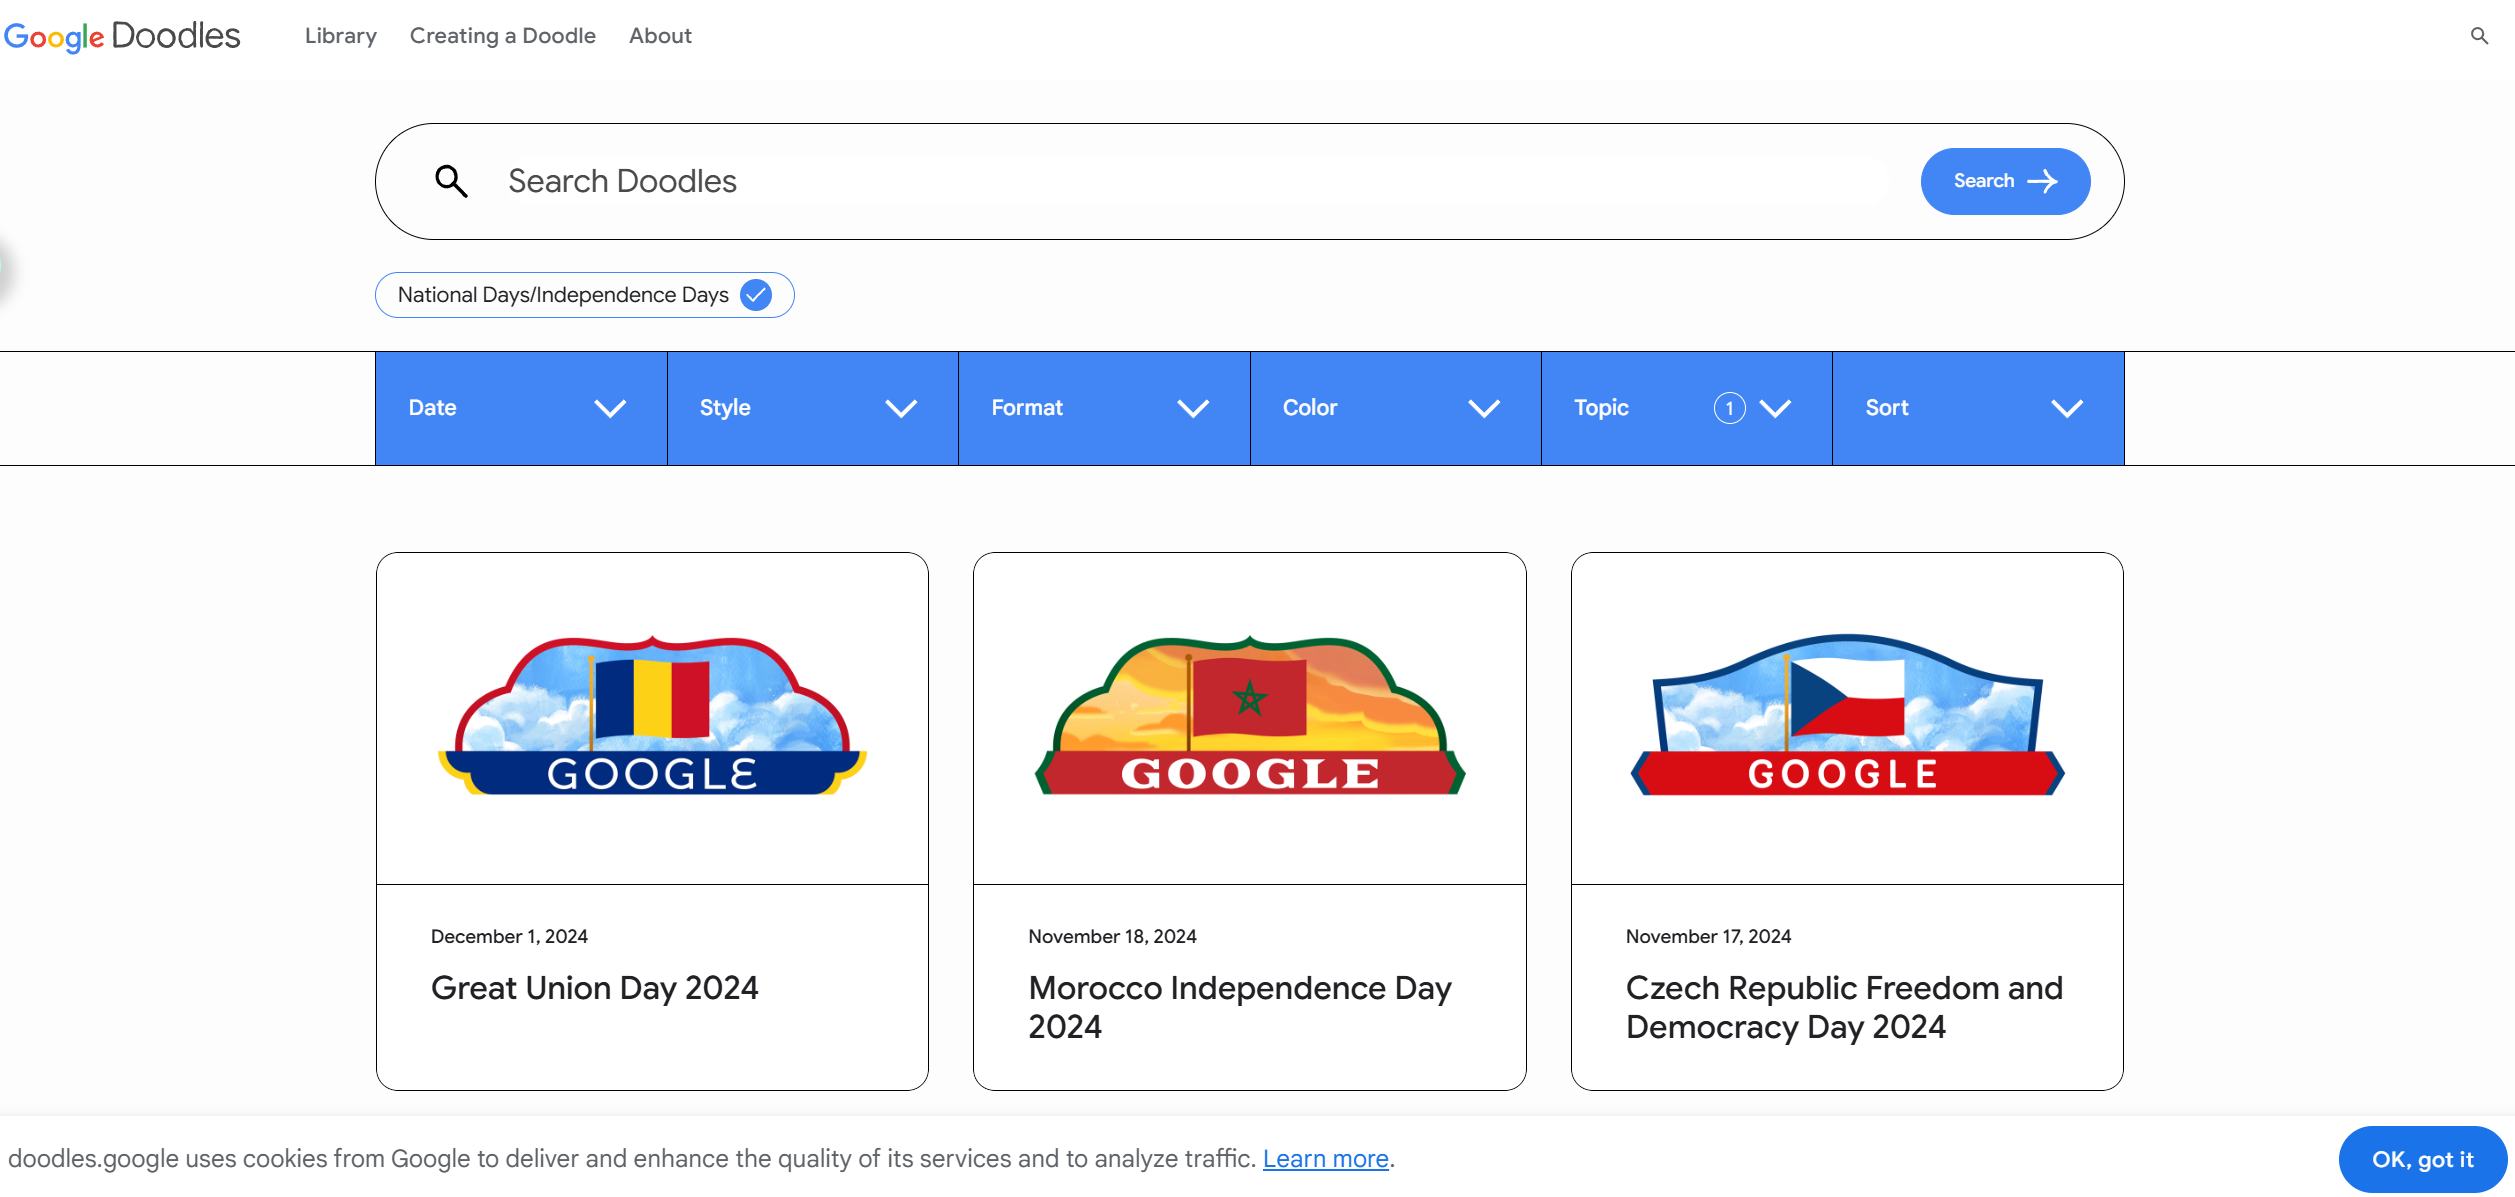 Google Doodles
Library
Creating a Doodle
About
Search Doodles
Search
National Days/Independence Days
Date
Style
Format
Color
Topic
1
Sort
GOOGLE
GOOGLE
GOOGLE
December 1, 2024
Great Union Day 2024
November 18, 2024
Morocco Independence Day
2024
November 17, 2024
Czech Republic Freedom and
Democracy Day 2024
doodles.google uses cookies from Google to deliver and enhance the quality of its services and to analyze traffic. Learn more.
OK, got it